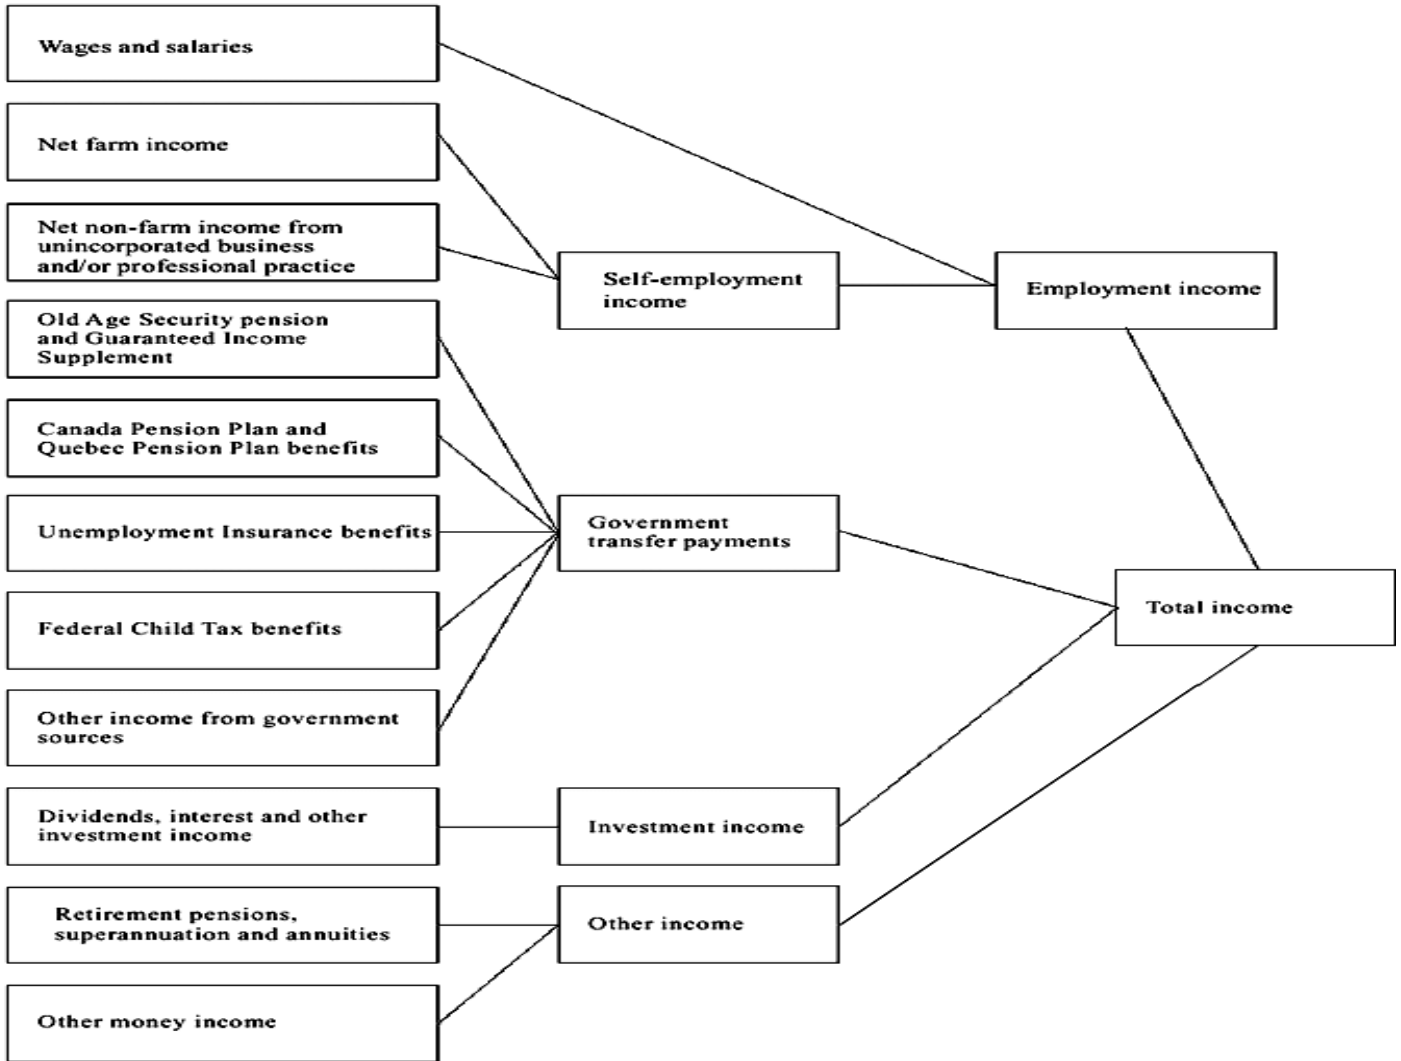 Wages and salaries
Net farm income
Net non-farm income from
unincorporated business
and/or professional practice
Self-employment
income
Employment income
Old Age Security pension
and Guaranteed Income
Supplement
Canada Pension Plan and
Quebec Pension Plan benefits
Unemployment Insurance benefits
Government
transfer payments
Total income
Federal Child Tax benefits
Other income from government
sources
Dividends, interest and other
investment income
Investment income
Retirement pensions,
superannuation and annuities
Other income
Other money income